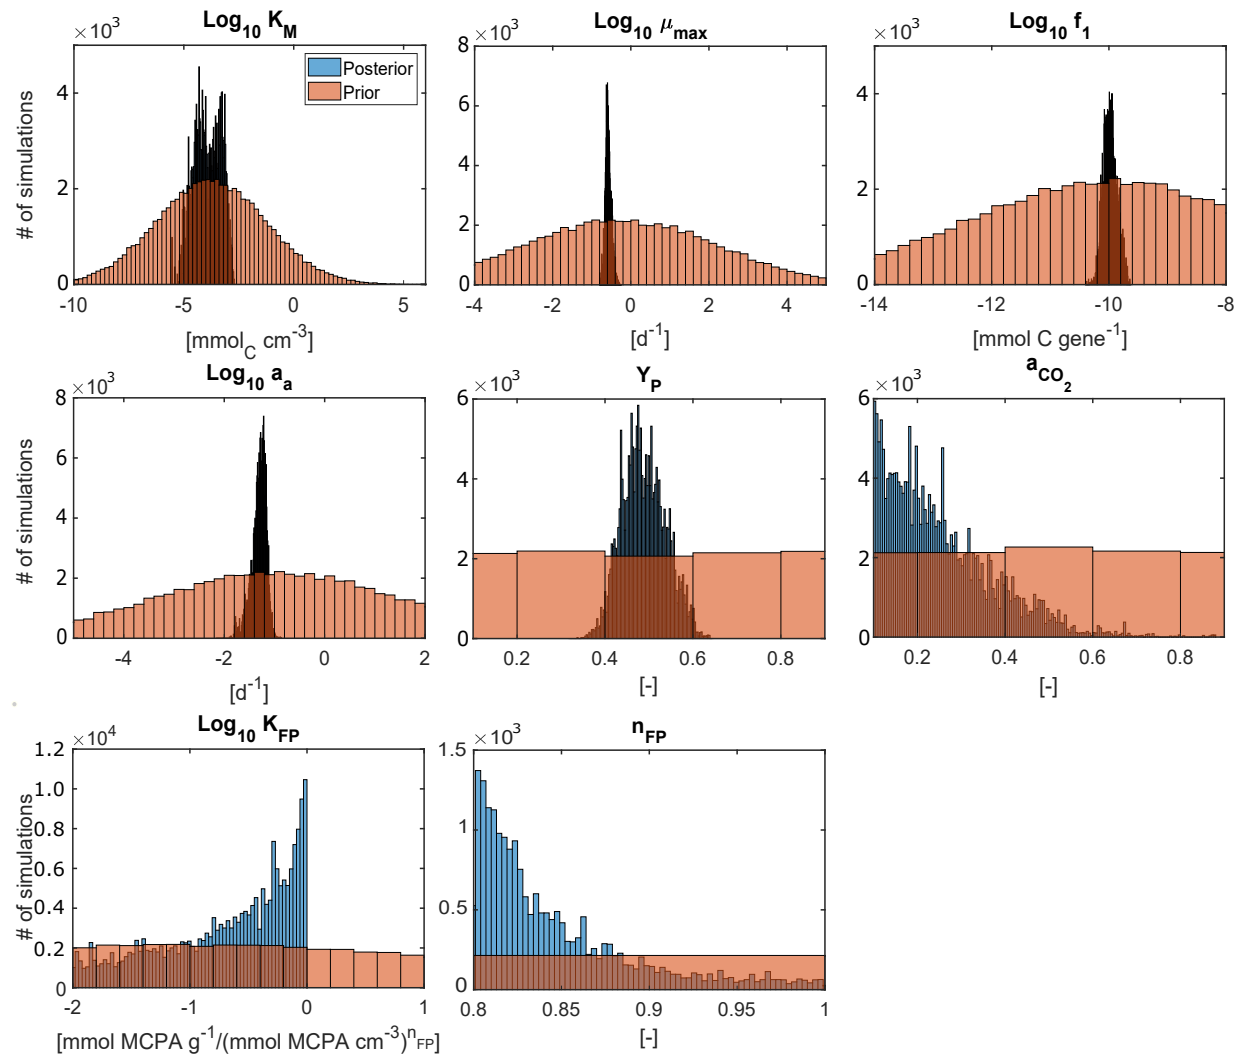 Log₁₀ K_M
×10³
4
2
0
-10 -5 0 5
# of simulations
[mmol_C cm⁻³]
Posterior
Prior
Log₁₀ μ_max
×10³
8
6
4
2
0
-4 -2 0 2 4
[d⁻¹]
Log₁₀ f₁
×10³
4
2
0
-14 -12 -10 -8
[mmol C gene⁻¹]
Log₁₀ a_a
×10³
8
6
4
2
0
-4 -2 0 2
# of simulations
[d⁻¹]
Y_P
×10³
6
4
2
0
0.2 0.4 0.6 0.8
[-]
a_CO₂
×10³
6
4
2
0
0.2 0.4 0.6 0.8
[-]
Log₁₀ K_FP
×10⁴
1.2
1.0
0.8
0.6
0.4
0.2
0
-2 -1 0 1
# of simulations
[mmol MCPA g⁻¹/(mmol MCPA cm⁻³)^n_FP]
n_FP
×10³
1.5
1
0.5
0
0.8 0.85 0.9 0.95 1
[-]